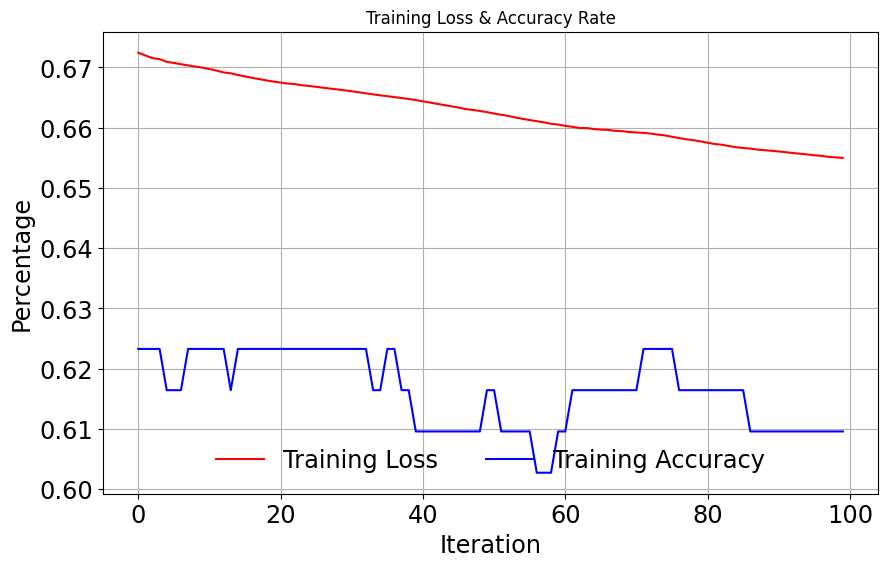 Training Loss & Accuracy Rate
0.67
0.66
0.65
0.64
0.63
0.62
0.61
0.60
Percentage
Training Loss Training Accuracy
0 20 40 60 80 100
Iteration